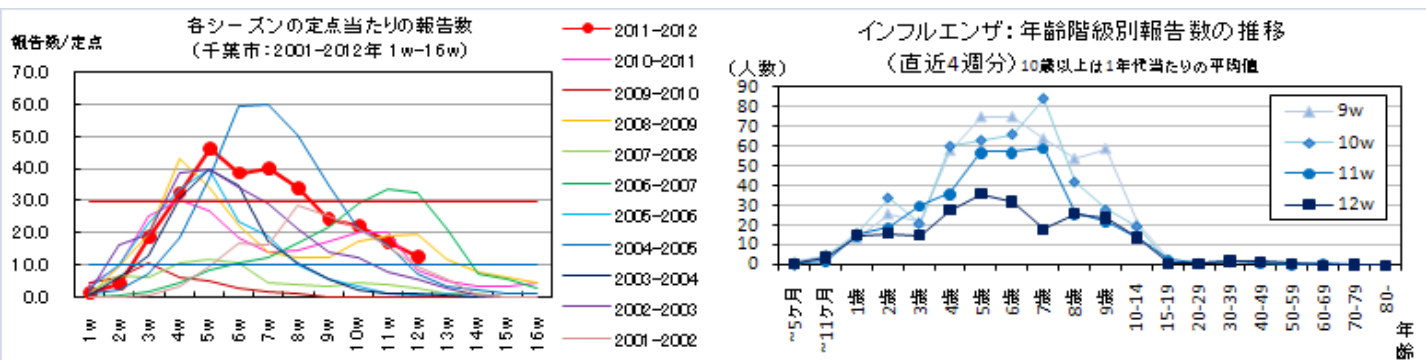 各シーズンの定点当たりの報告数
(千葉市:2001-2012年 1w-16w)
報告数/定点
70.0
60.0
50.0
40.0
30.0
20.0
10.0
0.0
1w
2w
3w
4w
5w
6w
7w
8w
9w
10w
11w
12w
13w
14w
15w
16w
2011-2012
2010-2011
2009-2010
2008-2009
2007-2008
2006-2007
2005-2006
2004-2005
2003-2004
2002-2003
2001-2002
インフルエンザ:年齢階級別報告数の推移
(直近4週分) 10歳以上は1年代当たりの平均値
(人数)
90
80
70
60
50
40
30
20
10
0
~5ヶ月
~11ヶ月
1歳
2歳
3歳
4歳
5歳
6歳
7歳
8歳
9歳
10-14
15-19
20-29
30-39
40-49
50-59
60-69
70-79
80-
年齢
9w
10w
11w
12w